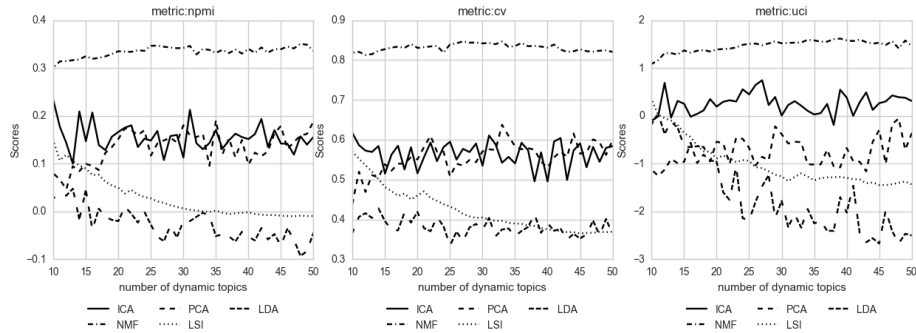 metric:npmi
metric:cv
metric:uci
0.4
0.3
0.2
0.1
0.0
−0.1
Scores
10 15 20 25 30 35 40 45 50
number of dynamic topics
ICA PCA LDA
NMF LSI
0.9
0.8
0.7
0.6
0.5
0.4
0.3
Scores
10 15 20 25 30 35 40 45 50
number of dynamic topics
ICA PCA LDA
NMF LSI
2
1
0
−1
−2
−3
Scores
10 15 20 25 30 35 40 45 50
number of dynamic topics
ICA PCA LDA
NMF LSI